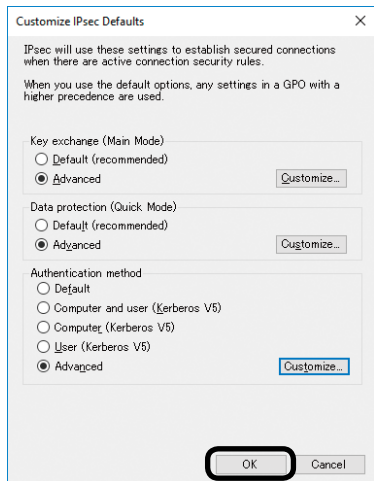 Customize IPsec Defaults
IPsec will use these settings to establish secured connections
when there are active connection security rules.
When you use the default options, any settings in a GPO with a
higher precedence are used.
Key exchange (Main Mode)
Default (recommended)
Advanced
Customize...
Data protection (Quick Mode)
Default (recommended)
Advanced
Customize...
Authentication method
Default
Computer and user (Kerberos V5)
Computer (Kerberos V5)
User (Kerberos V5)
Advanced
Customize...
OK
Cancel